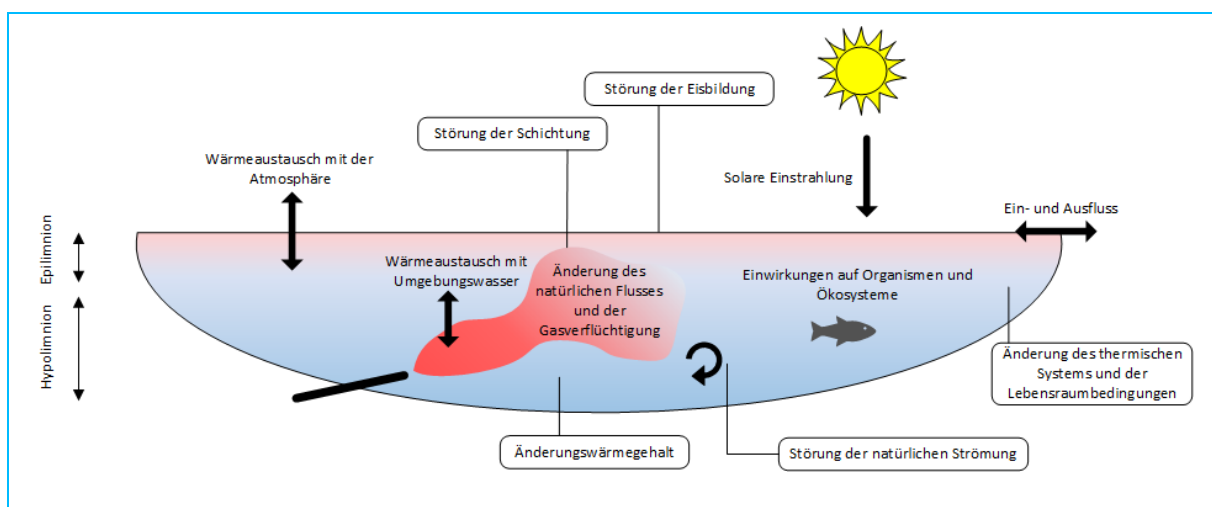 Störung der Eisbildung
Störung der Schichtung
Wärmeaustausch mit der
Atmosphäre
Solare Einstrahlung
Ein- und Ausfluss
Epilimnion
Hypolimnion
Wärmeaustausch mit
Umgebungswasser
Änderung des
natürlichen Flusses
und der
Gasverflüchtigung
Einwirkungen auf Organismen und
Ökosysteme
Änderung des thermischen
Systems und der
Lebensraumbedingungen
Änderungswärmegehalt
Störung der natürlichen Strömung